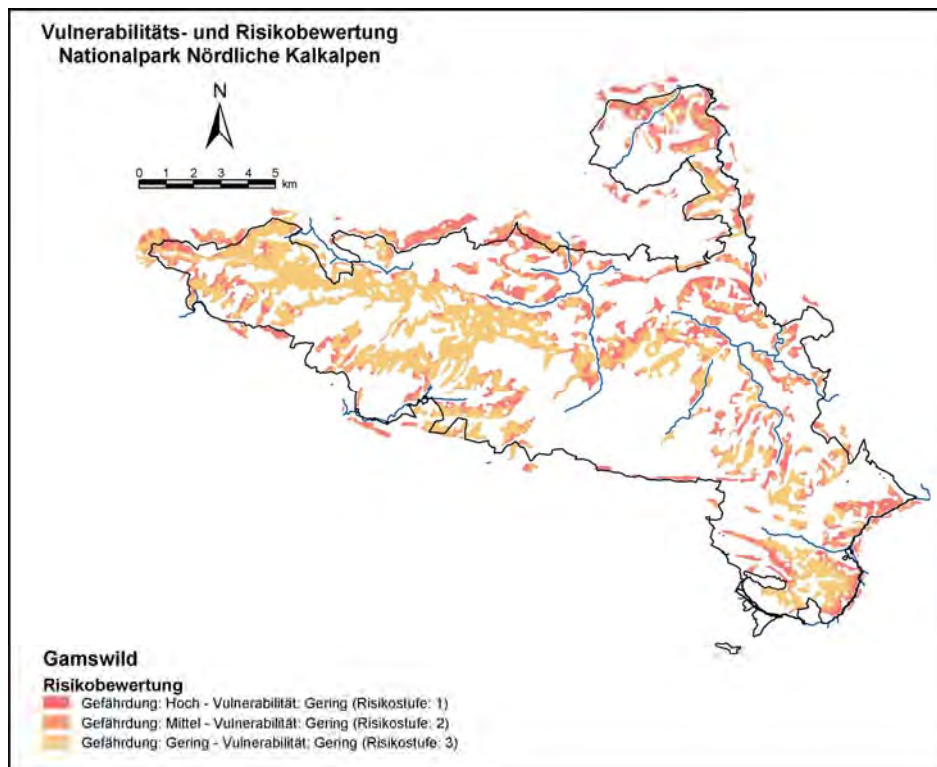 Vulnerabilitäts- und Risikobewertung
Nationalpark Nördliche Kalkalpen
N
0 1 2 3 4 5
km
Gamswild
Risikobewertung
Gefährdung: Hoch - Vulnerabilität: Gering (Risikostufe: 1)
Gefährdung: Mittel - Vulnerabilität: Gering (Risikostufe: 2)
Gefährdung: Gering - Vulnerabilität: Gering (Risikostufe: 3)